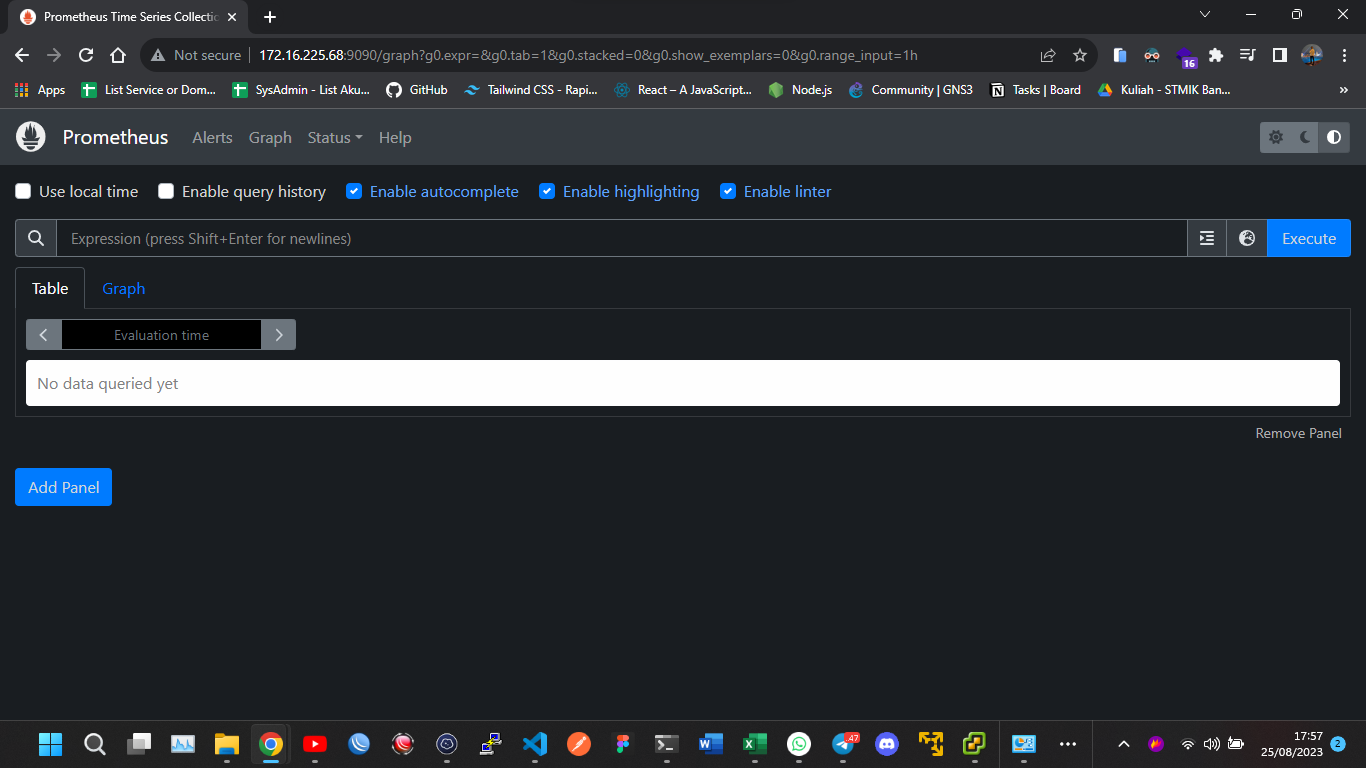 Prometheus Time Series Collectio
Not secure
172.16.225.68:9090/graph?g0.expr=&g0.tab=1&g0.stacked=0&g0.show_exemplars=0&g0.range_input=1h
16
Apps
List Service or Dom...
SysAdmin - List Aku...
GitHub
Tailwind CSS - Rapi...
React – A JavaScript...
Node.js
Community | GNS3
Tasks | Board
Kuliah - STMIK Ban...
»
Prometheus
Alerts
Graph
Status
Help
Use local time
Enable query history
Enable autocomplete
Enable highlighting
Enable linter
Expression (press Shift+Enter for newlines)
Execute
Table
Graph
Evaluation time
No data queried yet
Remove Panel
Add Panel
47
17:57
25/08/2023
2